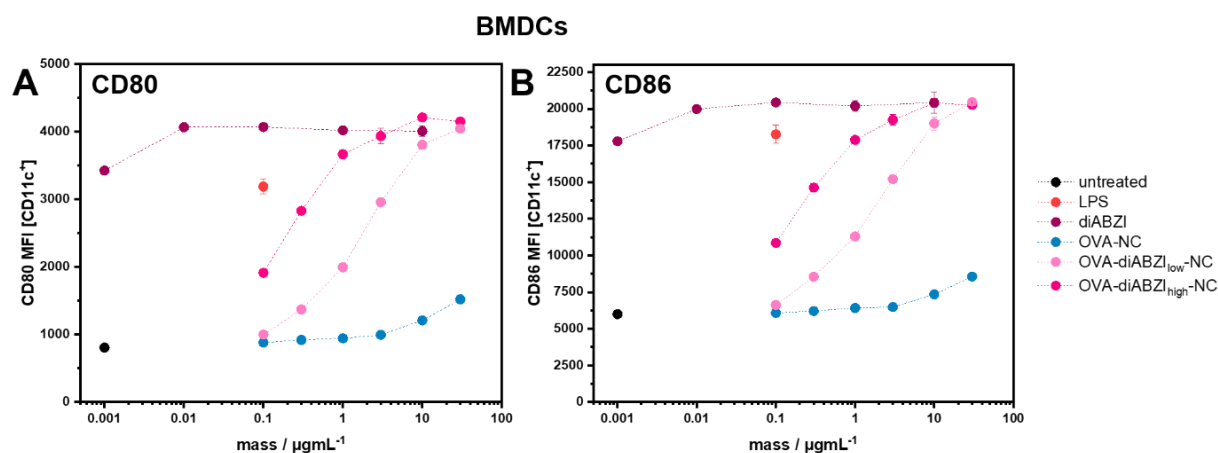 BMDCs
A
CD80
CD80 MFI [CD11c⁺]
5000
4000
3000
2000
1000
0
0.001 0.01 0.1 1 10 100
mass / µgmL⁻¹
B
CD86
CD86 MFI [CD11c⁺]
22500
20000
17500
15000
12500
10000
7500
5000
2500
0
0.001 0.01 0.1 1 10 100
mass / µgmL⁻¹
untreated
LPS
diABZI
OVA-NC
OVA-diABZIlow-NC
OVA-diABZIhigh-NC